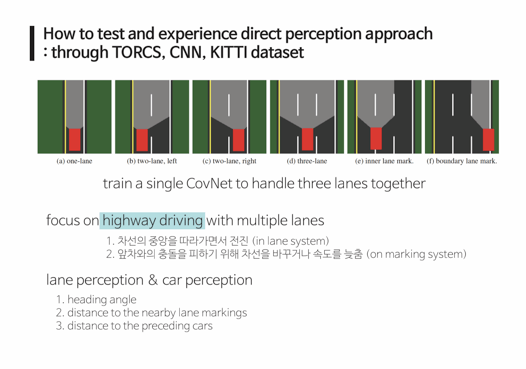 How to test and experience direct perception approach
: through TORCS, CNN, KITTI dataset
(a) one-lane (b) two-lane, left (c) two-lane, right (d) three-lane (e) inner lane mark. (f) boundary lane mark.
train a single CovNet to handle three lanes together
focus on highway driving with multiple lanes
1. 차선의 중앙을 따라가면서 전진 (in lane system)
2. 앞차와의 충돌을 피하기 위해 차선을 바꾸거나 속도를 늦춤 (on marking system)
lane perception & car perception
1. heading angle
2. distance to the nearby lane markings
3. distance to the preceding cars